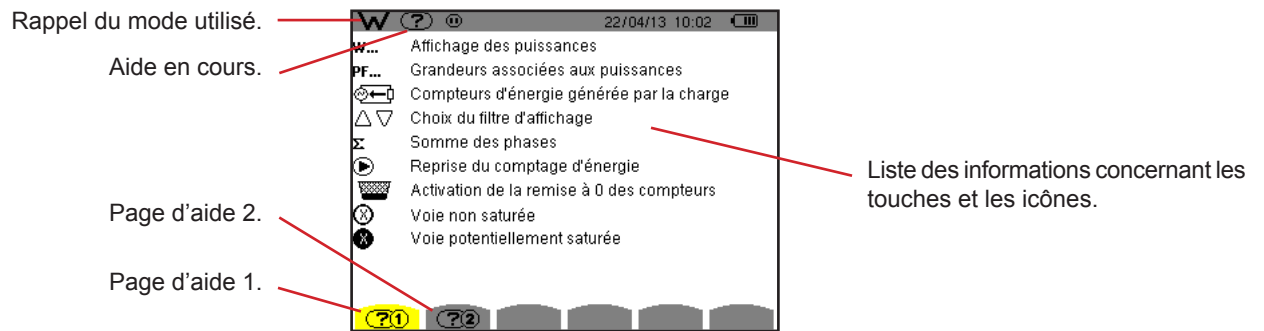 Rappel du mode utilisé.
Aide en cours.
Page d’aide 2.
Page d’aide 1.
W ? 22/04/13 10:02
W... Affichage des puissances
PF... Grandeurs associées aux puissances
Compteurs d'énergie générée par la charge
Choix du filtre d'affichage
Σ Somme des phases
Reprise du comptage d'énergie
Activation de la remise à 0 des compteurs
X Voie non saturée
X Voie potentiellement saturée
?1 ?2
Liste des informations concernant les
touches et les icônes.